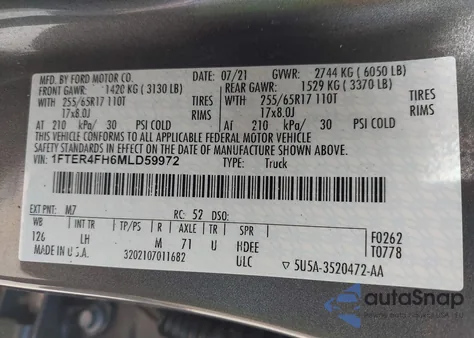 MFD. BY FORD MOTOR CO. 07/21 GVWR: 2744 KG ( 6050 LB)
FRONT GAWR: 1420 KG ( 3130 LB) REAR GAWR: 1529 KG ( 3370 LB)
WITH 255/65R17 110T TIRES WITH 255/65R17 110T TIRES
17x8.0J RIMS 17x8.0J RIMS
AT 210 kPa/ 30 PSI COLD AT 210 kPa/ 30 PSI COLD
THIS VEHICLE CONFORMS TO ALL APPLICABLE FEDERAL MOTOR VEHICLE
SAFETY STANDARDS IN EFFECT ON THE DATE OF MANUFACTURE SHOWN ABOVE.
VIN: 1FTER4FH6MLD59972 TYPE: Truck
EXT PNT: M7 RC: 52 DSO:
WB INT TR TP/PS R AXLE TR SPR F0262
126 LH M 71 U HDEE T0778
MADE IN U.S.A. 3202107011682 ULC ▽ 5U5A-3520472-AA
autoSnap
POWERED BY